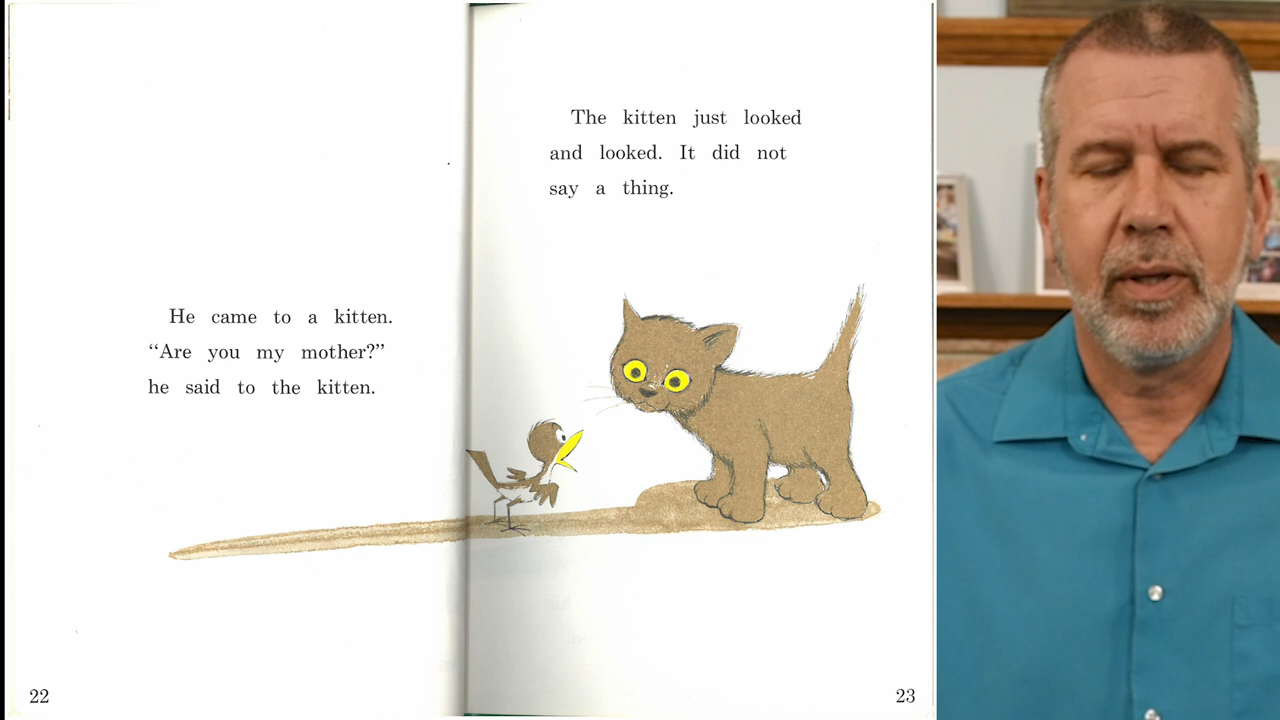 He came to a kitten.
“Are you my mother?”
he said to the kitten.
22
The kitten just looked
and looked. It did not
say a thing.
23